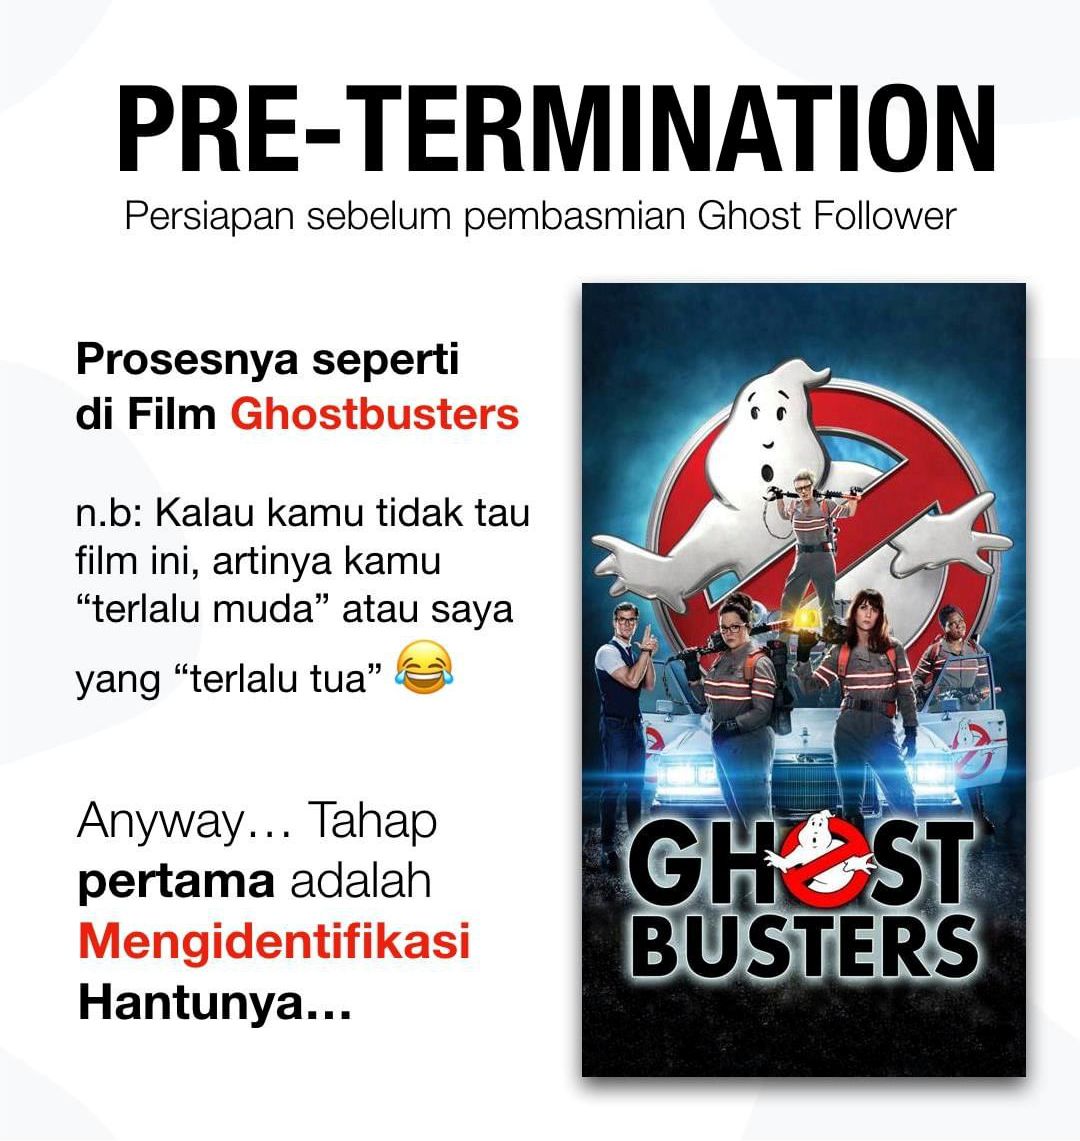 PRE-TERMINATION
Persiapan sebelum pembasmian Ghost Follower
Prosesnya seperti
di Film Ghostbusters
n.b: Kalau kamu tidak tau
film ini, artinya kamu
“terlalu muda” atau saya
yang “terlalu tua” 😂
Anyway... Tahap
pertama adalah
Mengidentifikasi
Hantunya...
GHOST
BUSTERS